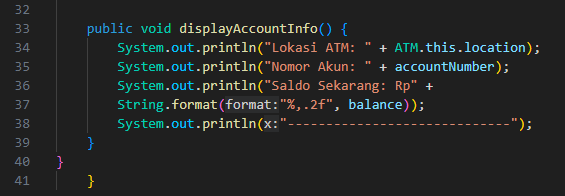 32
33 public void displayAccountInfo() {
34 System.out.println("Lokasi ATM: " + ATM.this.location);
35 System.out.println("Nomor Akun: " + accountNumber);
36 System.out.println("Saldo Sekarang: Rp" +
37 String.format(format:"%,.2f", balance));
38 System.out.println(x:"-----------------------------");
39 }
40 }
41 }